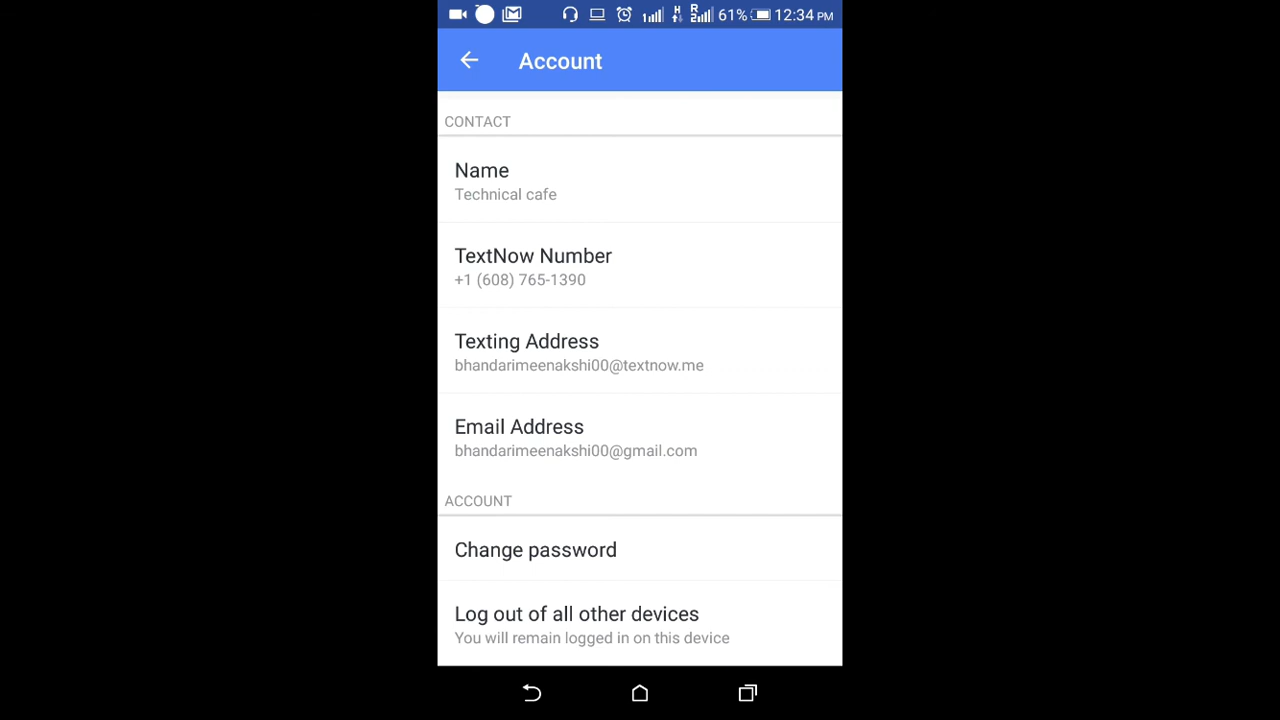 61% 12:34 PM
Account
CONTACT
Name
Technical cafe
TextNow Number
+1 (608) 765-1390
Texting Address
bhandarimeenakshi00@textnow.me
Email Address
bhandarimeenakshi00@gmail.com
ACCOUNT
Change password
Log out of all other devices
You will remain logged in on this device